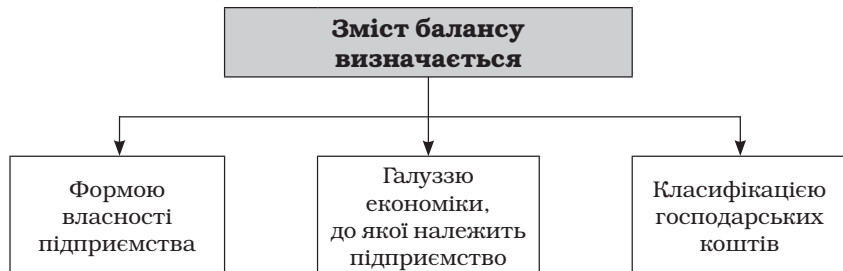 Зміст балансу
визначається
Формою
власності
підприємства
Галуззю
економіки,
до якої належить
підприємство
Класифікацією
господарських
коштів